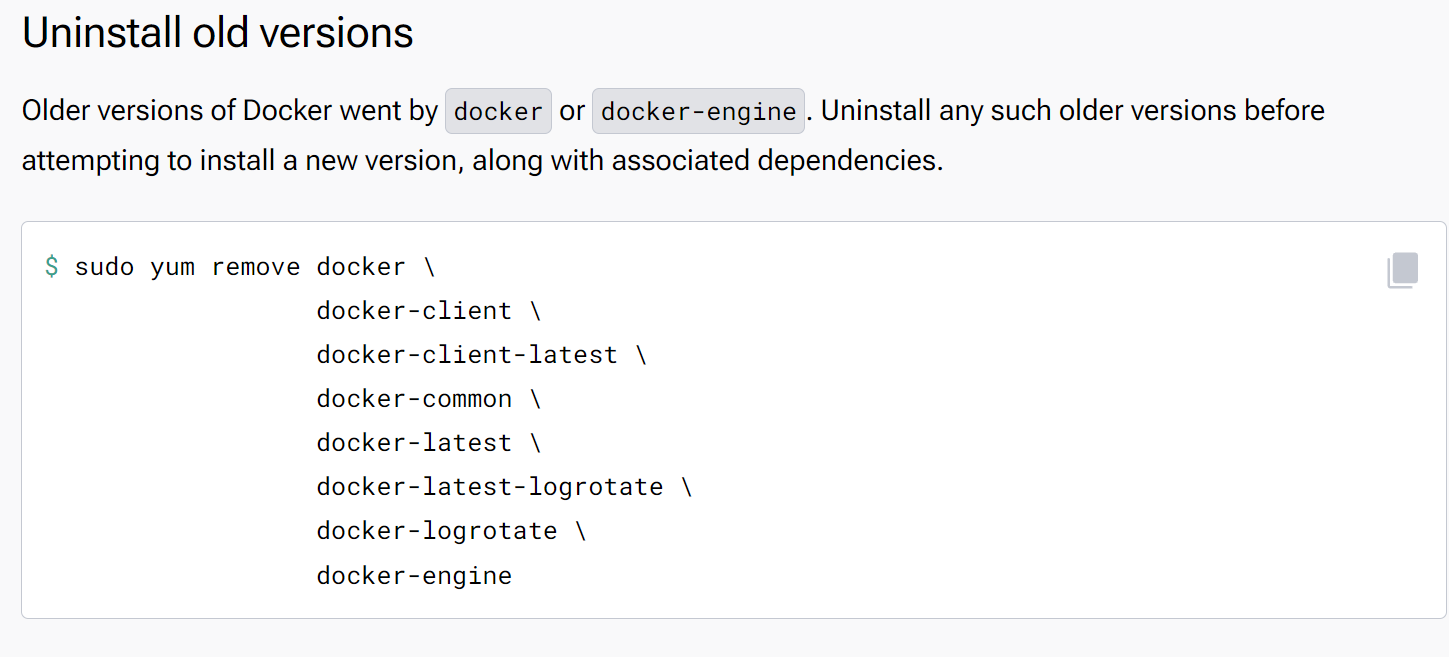 Uninstall old versions
Older versions of Docker went by docker or docker-engine. Uninstall any such older versions before
attempting to install a new version, along with associated dependencies.
$ sudo yum remove docker \
docker-client \
docker-client-latest \
docker-common \
docker-latest \
docker-latest-logrotate \
docker-logrotate \
docker-engine